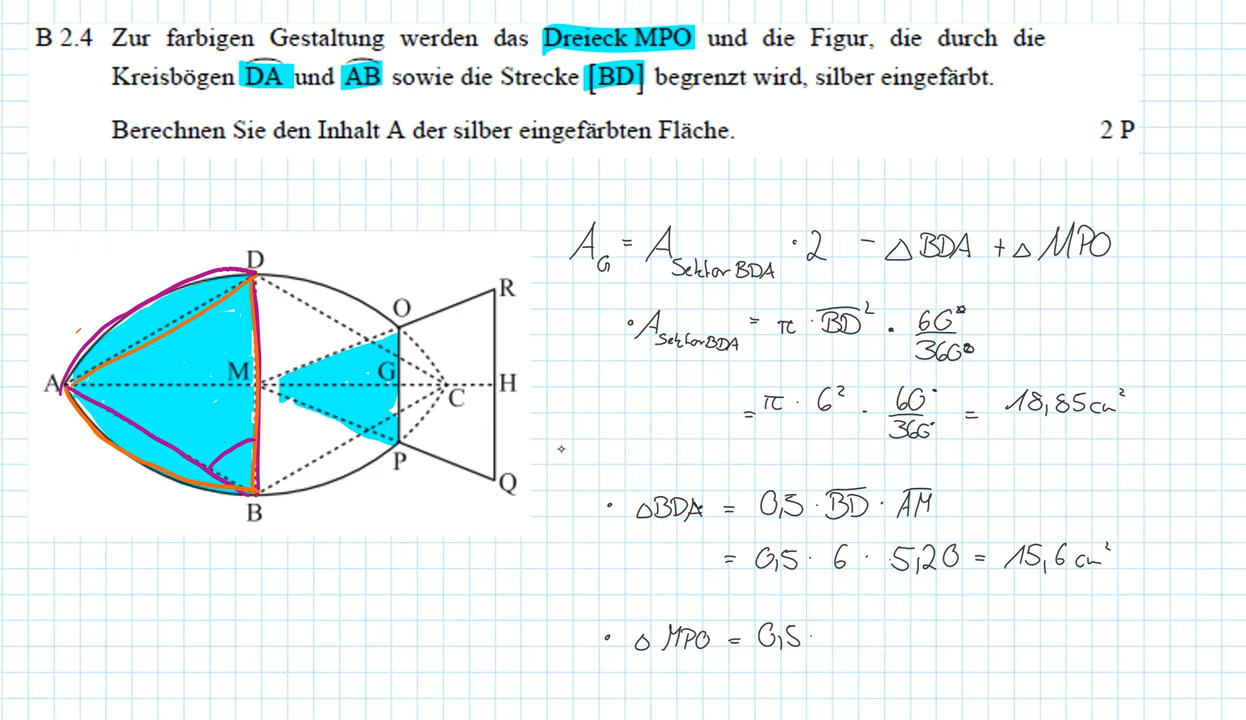 B 2.4 Zur farbigen Gestaltung werden das Dreieck MPO und die Figur, die durch die
Kreisbögen DA und AB sowie die Strecke [BD] begrenzt wird, silber eingefärbt.
Berechnen Sie den Inhalt A der silber eingefärbten Fläche.
2 P
D
O
R
A
M
G
C
H
P
Q
B
A_G = A_Sektor BDA · 2 − △ BDA + △ MPO
· A_Sektor BDA = π · B̅D̅² · 60°/360°
= π · 6² · 60°/360° = 18,85 cm²
· △ BDA = 0,5 · B̅D̅ · A̅M̅
= 0,5 · 6 · 5,20 = 15,6 cm²
· △ MPO = 0,5 ·